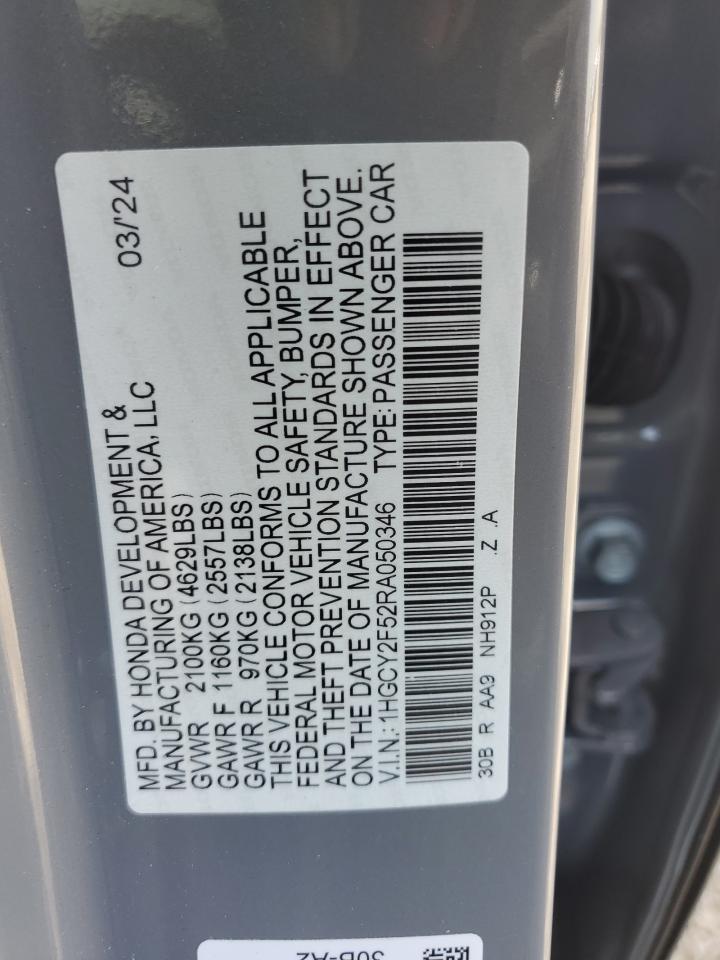 MFD. BY HONDA DEVELOPMENT & 03/'24
MANUFACTURING OF AMERICA, LLC
GVWR 2100KG (4629LBS)
GAWR F 1160KG (2557LBS)
GAWR R 970KG (2138LBS)
THIS VEHICLE CONFORMS TO ALL APPLICABLE
FEDERAL MOTOR VEHICLE SAFETY, BUMPER,
AND THEFT PREVENTION STANDARDS IN EFFECT
ON THE DATE OF MANUFACTURE SHOWN ABOVE.
V.I.N.: 1HGCY2F52RA050346 TYPE: PASSENGER CAR
30B R AA9 NH912P .Z .A
30B-A2